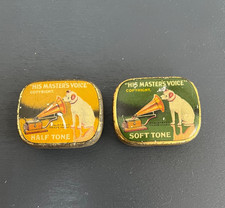 "HIS MASTER'S VOICE"
COPYRIGHT.
HALF TONE
"HIS MASTER'S VOICE"
COPYRIGHT.
SOFT TONE